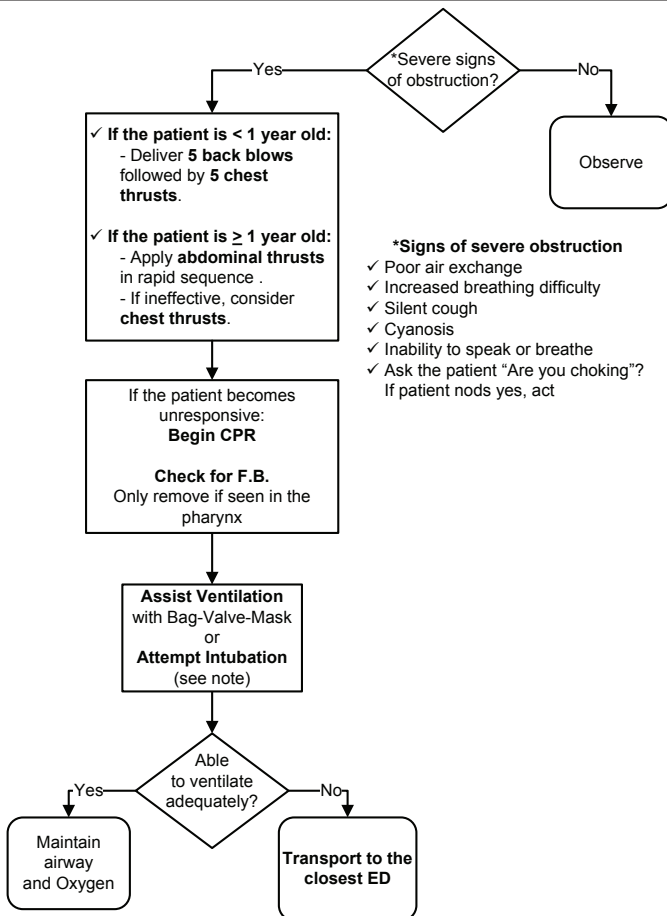 *Severe signs
of obstruction?
Yes
No
✓ If the patient is < 1 year old:
- Deliver 5 back blows
followed by 5 chest
thrusts.
✓ If the patient is ≥ 1 year old:
- Apply abdominal thrusts
in rapid sequence .
- If ineffective, consider
chest thrusts.
Observe
*Signs of severe obstruction
✓ Poor air exchange
✓ Increased breathing difficulty
✓ Silent cough
✓ Cyanosis
✓ Inability to speak or breathe
✓ Ask the patient “Are you choking”?
If patient nods yes, act
If the patient becomes
unresponsive:
Begin CPR
Check for F.B.
Only remove if seen in the
pharynx
Assist Ventilation
with Bag-Valve-Mask
or
Attempt Intubation
(see note)
Able
to ventilate
adequately?
Yes
No
Maintain
airway
and Oxygen
Transport to the
closest ED